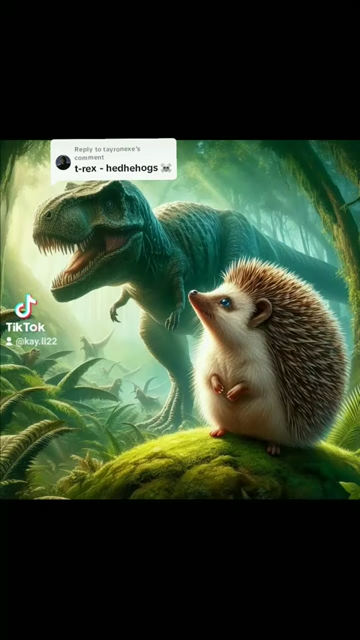 Reply to tayronexe's
comment
t-rex - hedhehogs ☠️
TikTok
@kay.ll22